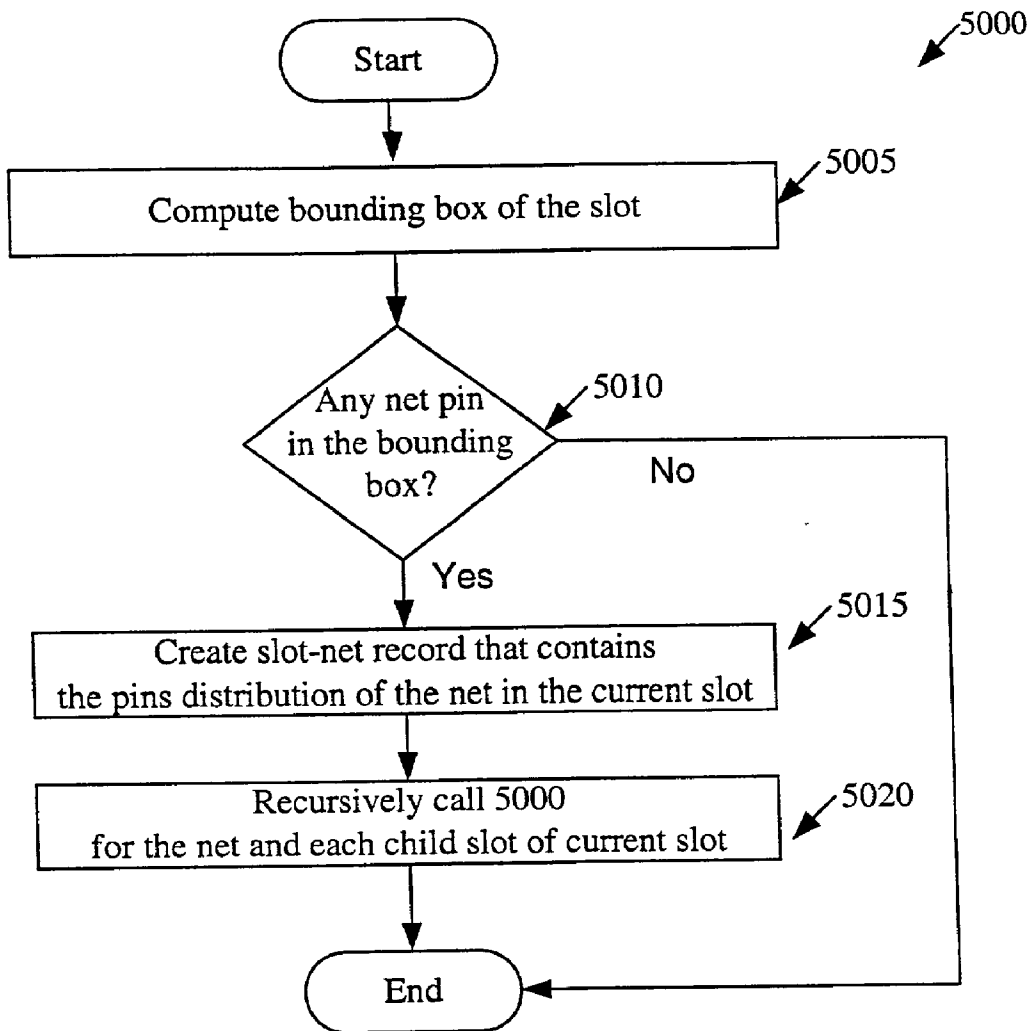 5000
Start
5005
Compute bounding box of the slot
5010
Any net pin
in the bounding
box?
No
Yes
5015
Create slot-net record that contains
the pins distribution of the net in the current slot
5020
Recursively call 5000
for the net and each child slot of current slot
End